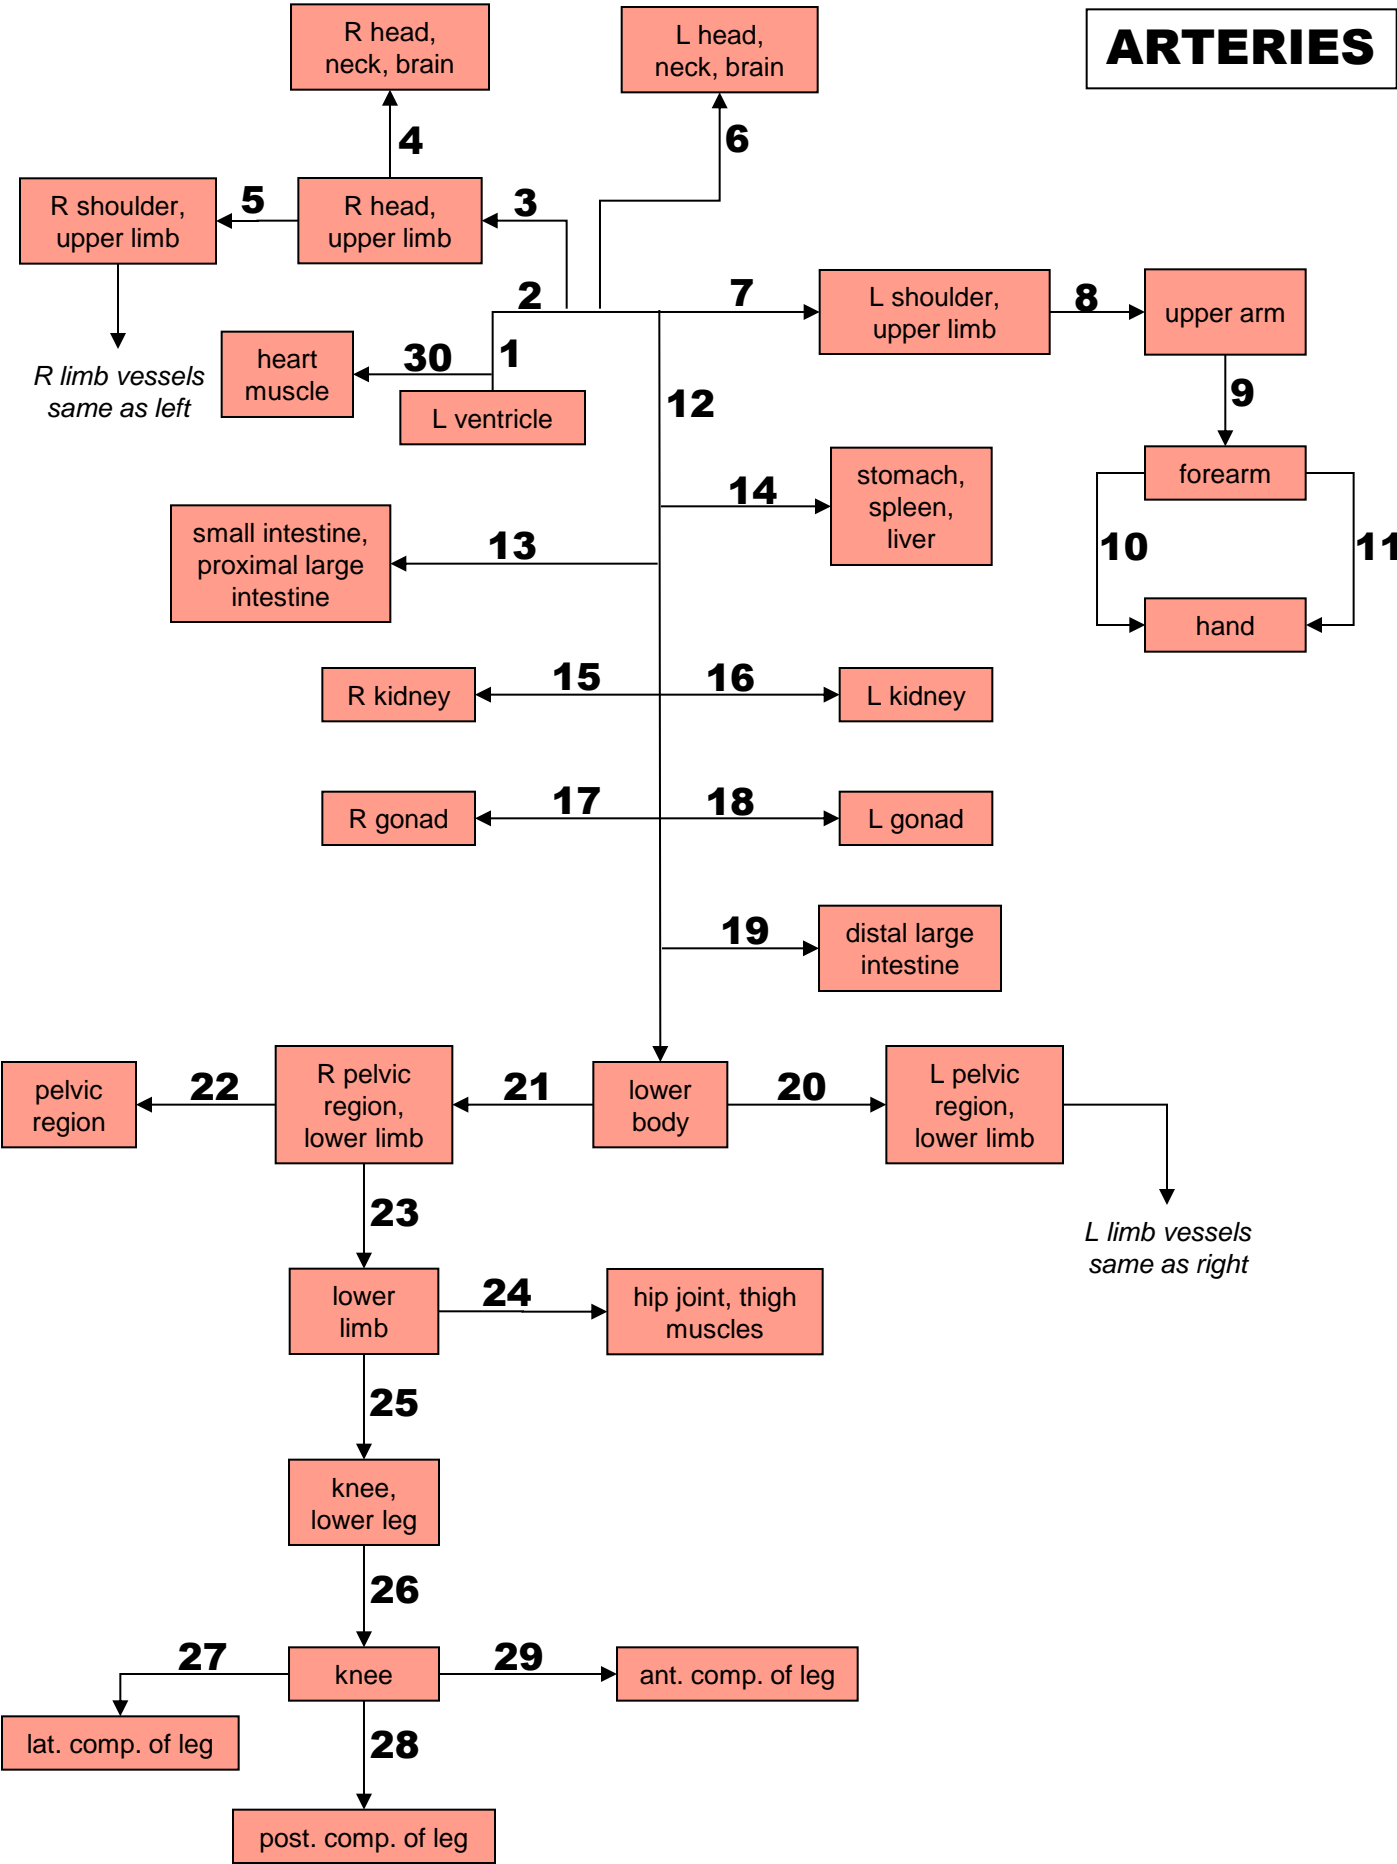 ARTERIES
R head,
neck, brain
L head,
neck, brain
4
6
R shoulder,
upper limb
5
R head,
upper limb
3
2
7
L shoulder,
upper limb
8
upper arm
R limb vessels
same as left
heart
muscle
30
1
L ventricle
12
9
forearm
10
11
hand
14
stomach,
spleen,
liver
small intestine,
proximal large
intestine
13
R kidney
15
16
L kidney
R gonad
17
18
L gonad
19
distal large
intestine
pelvic
region
22
R pelvic
region,
lower limb
21
lower
body
20
L pelvic
region,
lower limb
L limb vessels
same as right
23
lower
limb
24
hip joint, thigh
muscles
25
knee,
lower leg
26
27
knee
29
ant. comp. of leg
lat. comp. of leg
28
post. comp. of leg